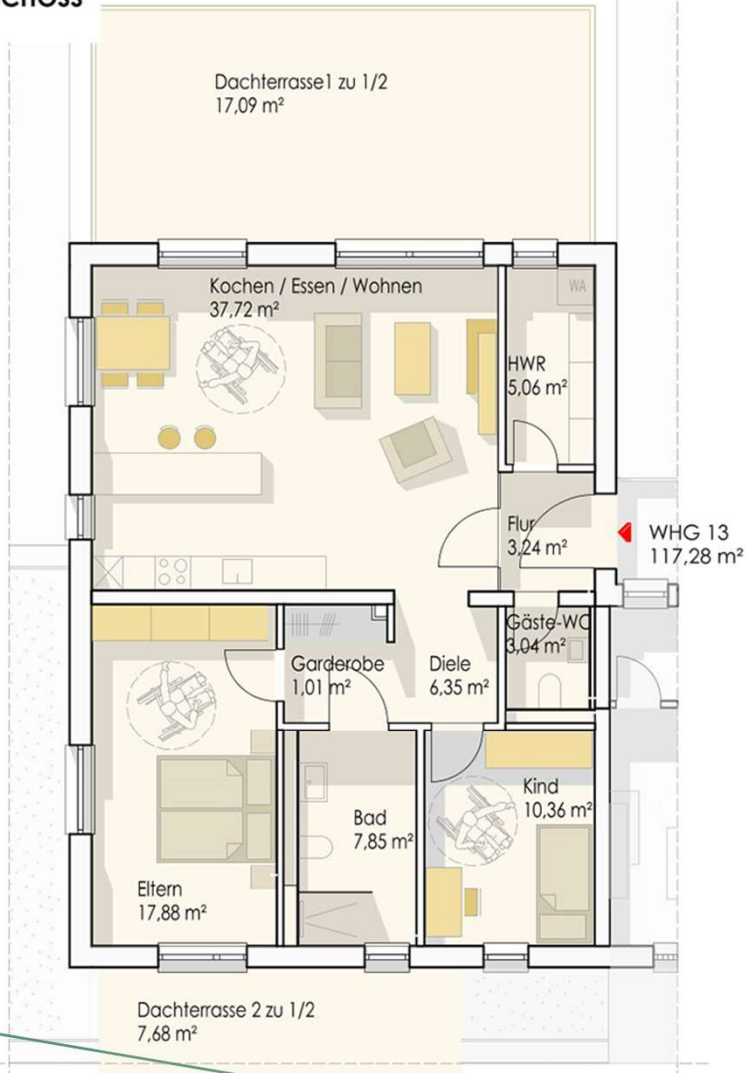 Dachterrasse1 zu 1/2
17,09 m²
Kochen / Essen / Wohnen
37,72 m²
WA
HWR
5,06 m²
Flur
3,24 m²
WHG 13
117,28 m²
Gäste-WC
3,04 m²
Garderobe
1,01 m²
Diele
6,35 m²
Kind
10,36 m²
Bad
7,85 m²
Eltern
17,88 m²
Dachterrasse 2 zu 1/2
7,68 m²